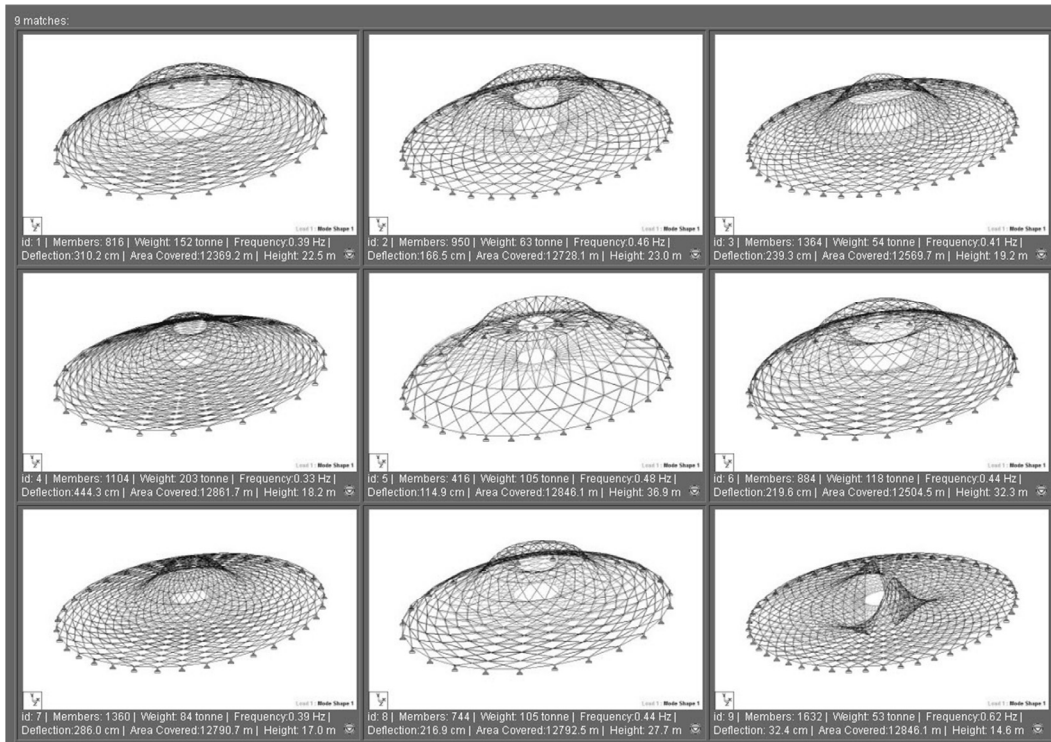 9 matches:
Load 1 : Mode Shape 1
Load 1 : Mode Shape 1
Load 1 : Mode Shape 1
id: 1 | Members: 816 | Weight: 152 tonne | Frequency:0.39 Hz |
Deflection:310.2 cm | Area Covered:12369.2 m | Height: 22.5 m
id: 2 | Members: 950 | Weight: 63 tonne | Frequency:0.46 Hz |
Deflection:166.5 cm | Area Covered:12728.1 m | Height: 23.0 m
id: 3 | Members: 1364 | Weight: 54 tonne | Frequency:0.41 Hz |
Deflection:239.3 cm | Area Covered:12569.7 m | Height: 19.2 m
Load 1 : Mode Shape 1
Load 1 : Mode Shape 1
Load 1 : Mode Shape 1
id: 4 | Members: 1104 | Weight: 203 tonne | Frequency:0.33 Hz |
Deflection:444.3 cm | Area Covered:12861.7 m | Height: 18.2 m
id: 5 | Members: 416 | Weight: 105 tonne | Frequency:0.48 Hz |
Deflection:114.9 cm | Area Covered:12846.1 m | Height: 36.9 m
id: 6 | Members: 884 | Weight: 118 tonne | Frequency:0.44 Hz |
Deflection:219.6 cm | Area Covered:12504.5 m | Height: 32.3 m
Load 1 : Mode Shape 1
Load 1 : Mode Shape 1
Load 1 : Mode Shape 1
id: 7 | Members: 1360 | Weight: 84 tonne | Frequency:0.39 Hz |
Deflection:286.0 cm | Area Covered:12790.7 m | Height: 17.0 m
id: 8 | Members: 744 | Weight: 105 tonne | Frequency:0.44 Hz |
Deflection:216.9 cm | Area Covered:12792.5 m | Height: 27.7 m
id: 9 | Members: 1632 | Weight: 53 tonne | Frequency:0.62 Hz |
Deflection: 32.4 cm | Area Covered:12846.1 m | Height: 14.6 m